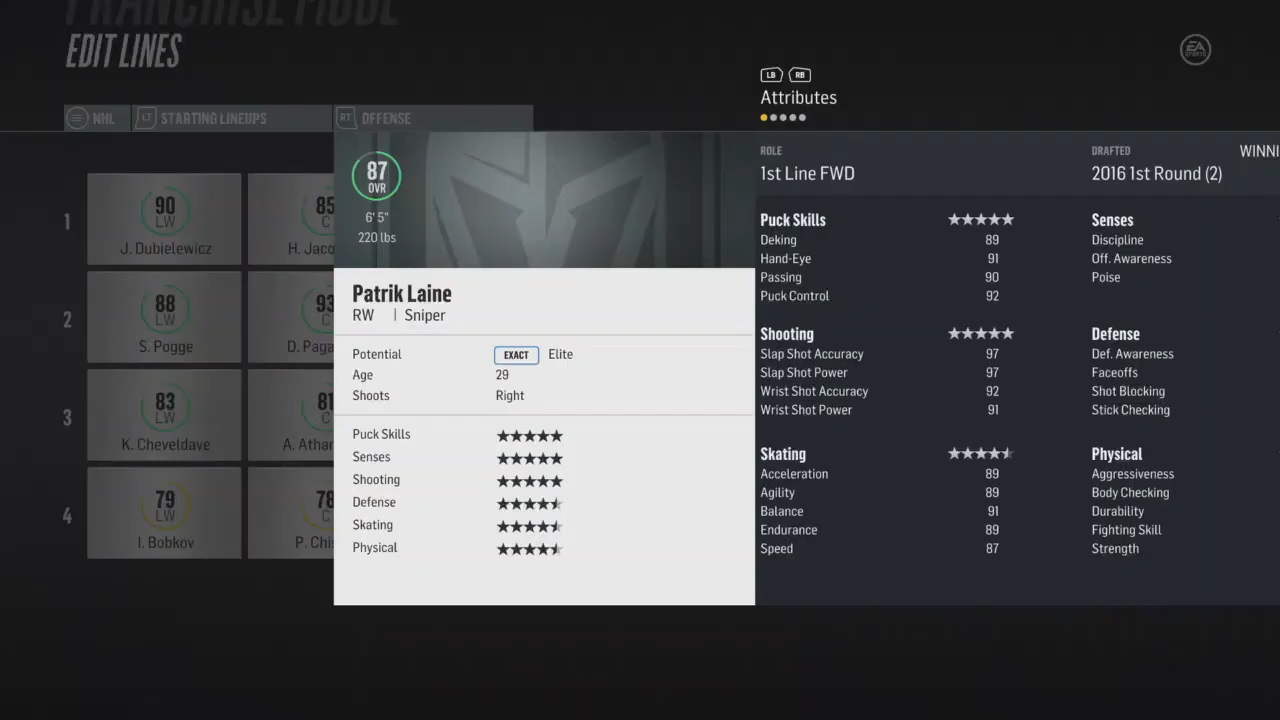 FRANCHISE MODE
EDIT LINES
EA SPORTS
LB RB
Attributes
NHL LT STARTING LINEUPS RT OFFENSE
ROLE DRAFTED WINNI
1st Line FWD 2016 1st Round (2)
87
OVR
6' 5"
220 lbs
1
90
LW
J. Dubielewicz
85
C
H. Jaco
2
88
LW
S. Pogge
93
C
D. Paga
3
83
LW
K. Cheveldave
81
C
A. Athan
4
79
LW
I. Bobkov
78
C
P. Chi
Patrik Laine
RW | Sniper
Potential EXACT Elite
Age 29
Shoots Right
Puck Skills ★★★★★
Senses ★★★★★
Shooting ★★★★★
Defense
Skating
Physical
Puck Skills ★★★★★ Senses
Deking 89 Discipline
Hand-Eye 91 Off. Awareness
Passing 90 Poise
Puck Control 92
Shooting ★★★★★ Defense
Slap Shot Accuracy 97 Def. Awareness
Slap Shot Power 97 Faceoffs
Wrist Shot Accuracy 92 Shot Blocking
Wrist Shot Power 91 Stick Checking
Skating Physical
Acceleration 89 Aggressiveness
Agility 89 Body Checking
Balance 91 Durability
Endurance 89 Fighting Skill
Speed 87 Strength